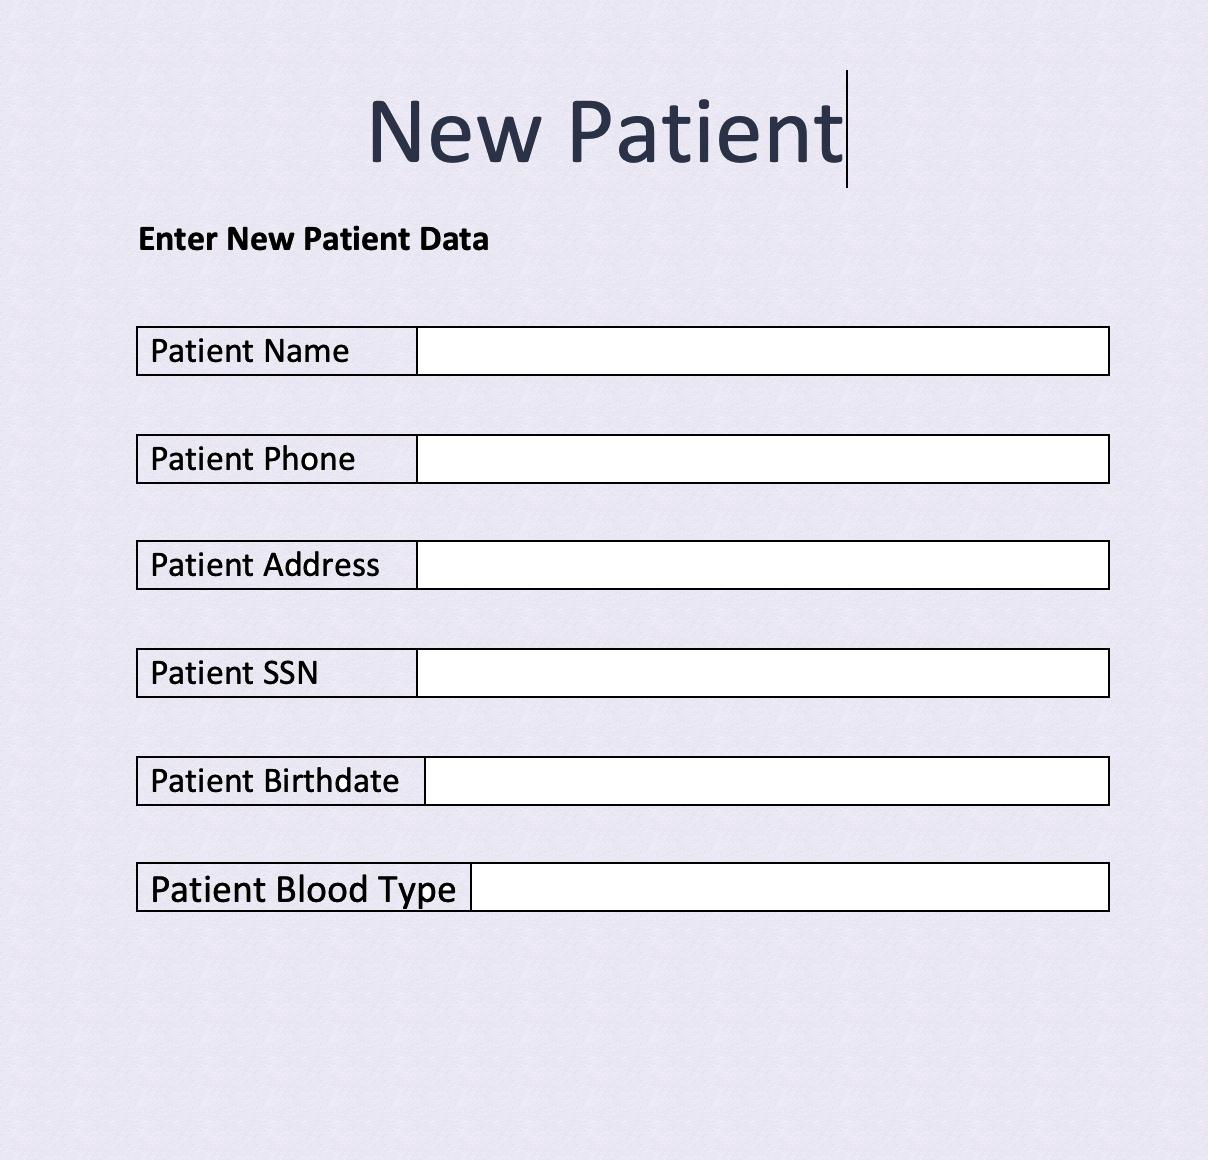 New Patient
Enter New Patient Data
Patient Name
Patient Phone
Patient Address
Patient SSN
Patient Birthdate
Patient Blood Type